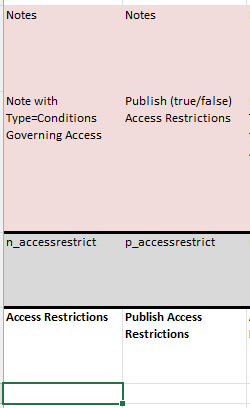 Notes Notes
Note with Publish (true/false)
Type=Conditions Access Restrictions
Governing Access
n_accessrestrict p_accessrestrict
Access Restrictions Publish Access
Restrictions